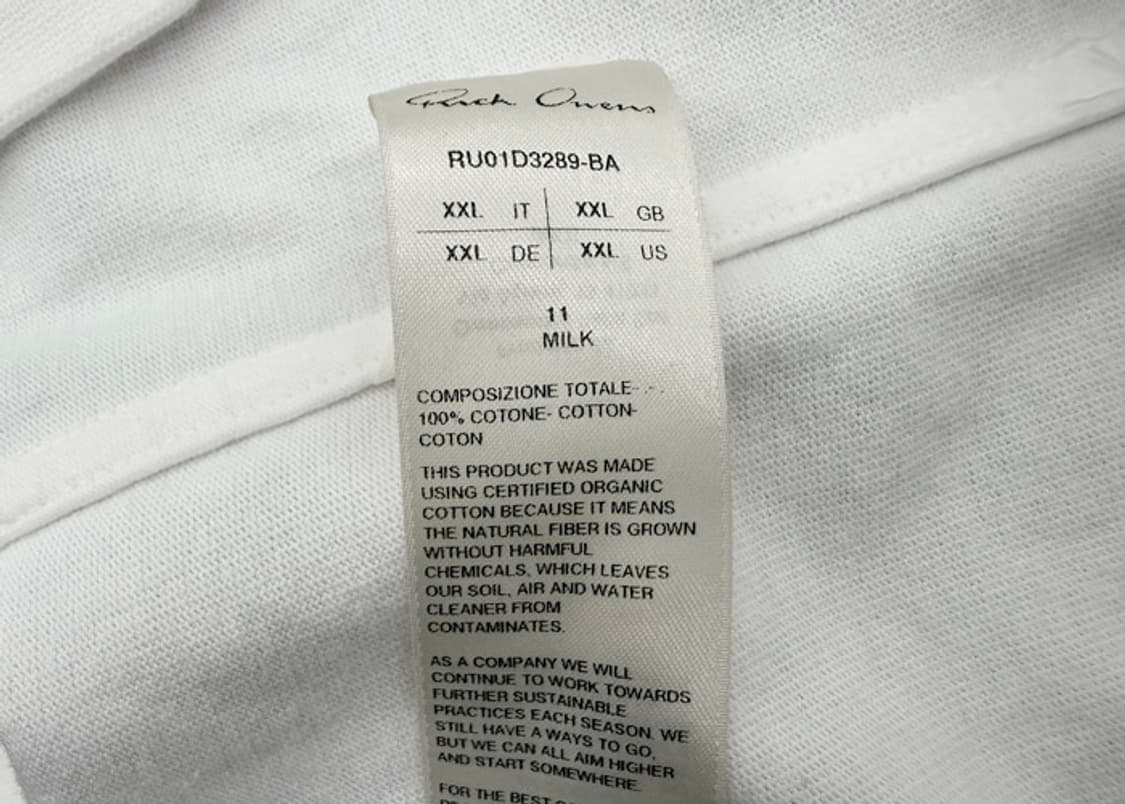 Rick Owens
RU01D3289-BA
XXL IT XXL GB
XXL DE XXL US
11
MILK
COMPOSIZIONE TOTALE- -.
100% COTONE- COTTON-
COTON
THIS PRODUCT WAS MADE
USING CERTIFIED ORGANIC
COTTON BECAUSE IT MEANS
THE NATURAL FIBER IS GROWN
WITHOUT HARMFUL
CHEMICALS, WHICH LEAVES
OUR SOIL, AIR AND WATER
CLEANER FROM
CONTAMINATES.
AS A COMPANY WE WILL
CONTINUE TO WORK TOWARDS
FURTHER SUSTAINABLE
PRACTICES EACH SEASON. WE
STILL HAVE A WAYS TO GO,
BUT WE CAN ALL AIM HIGHER
AND START SOMEWHERE.
FOR THE BEST